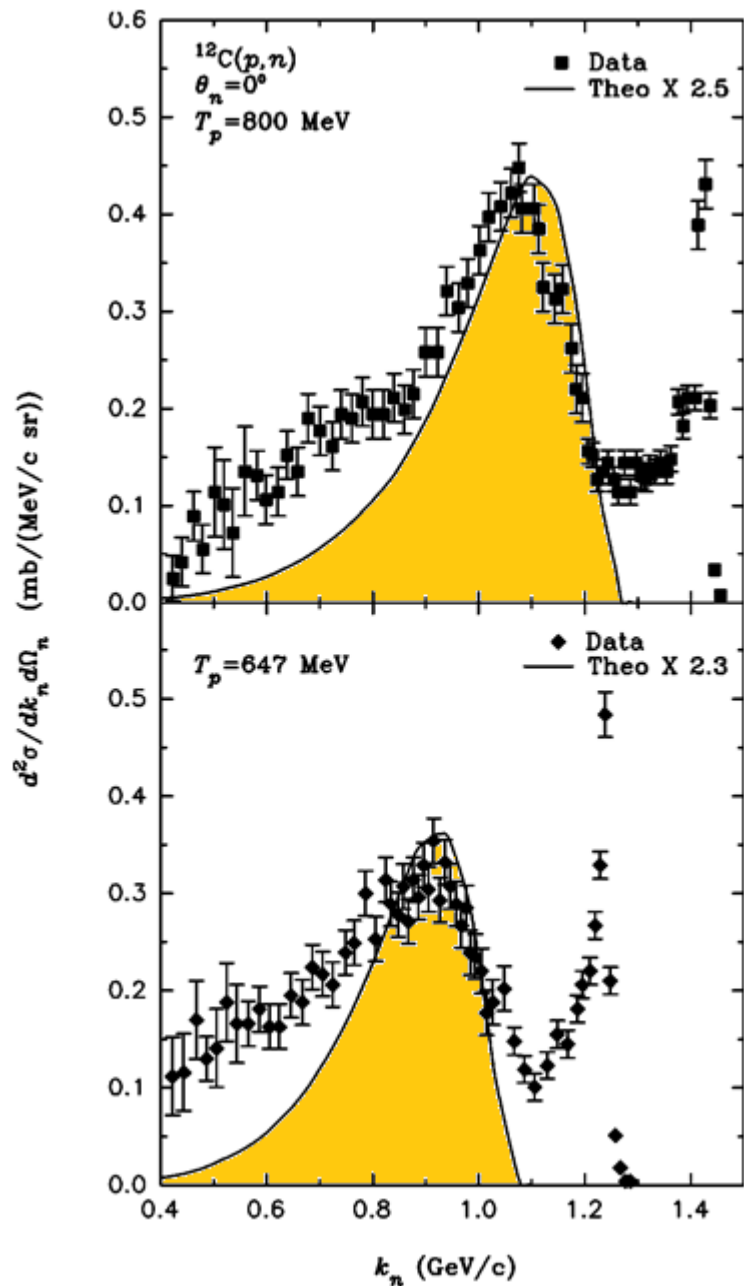 0.6
¹²C(p,n)
θₙ=0°
Tₚ=800 MeV
Data
Theo X 2.5
0.5
0.4
0.3
0.2
0.1
0.0
Tₚ=647 MeV
Data
Theo X 2.3
0.5
0.4
0.3
0.2
0.1
0.0
0.4 0.6 0.8 1.0 1.2 1.4
kₙ (GeV/c)
d²σ/dkₙdΩₙ (mb/(MeV/c sr))